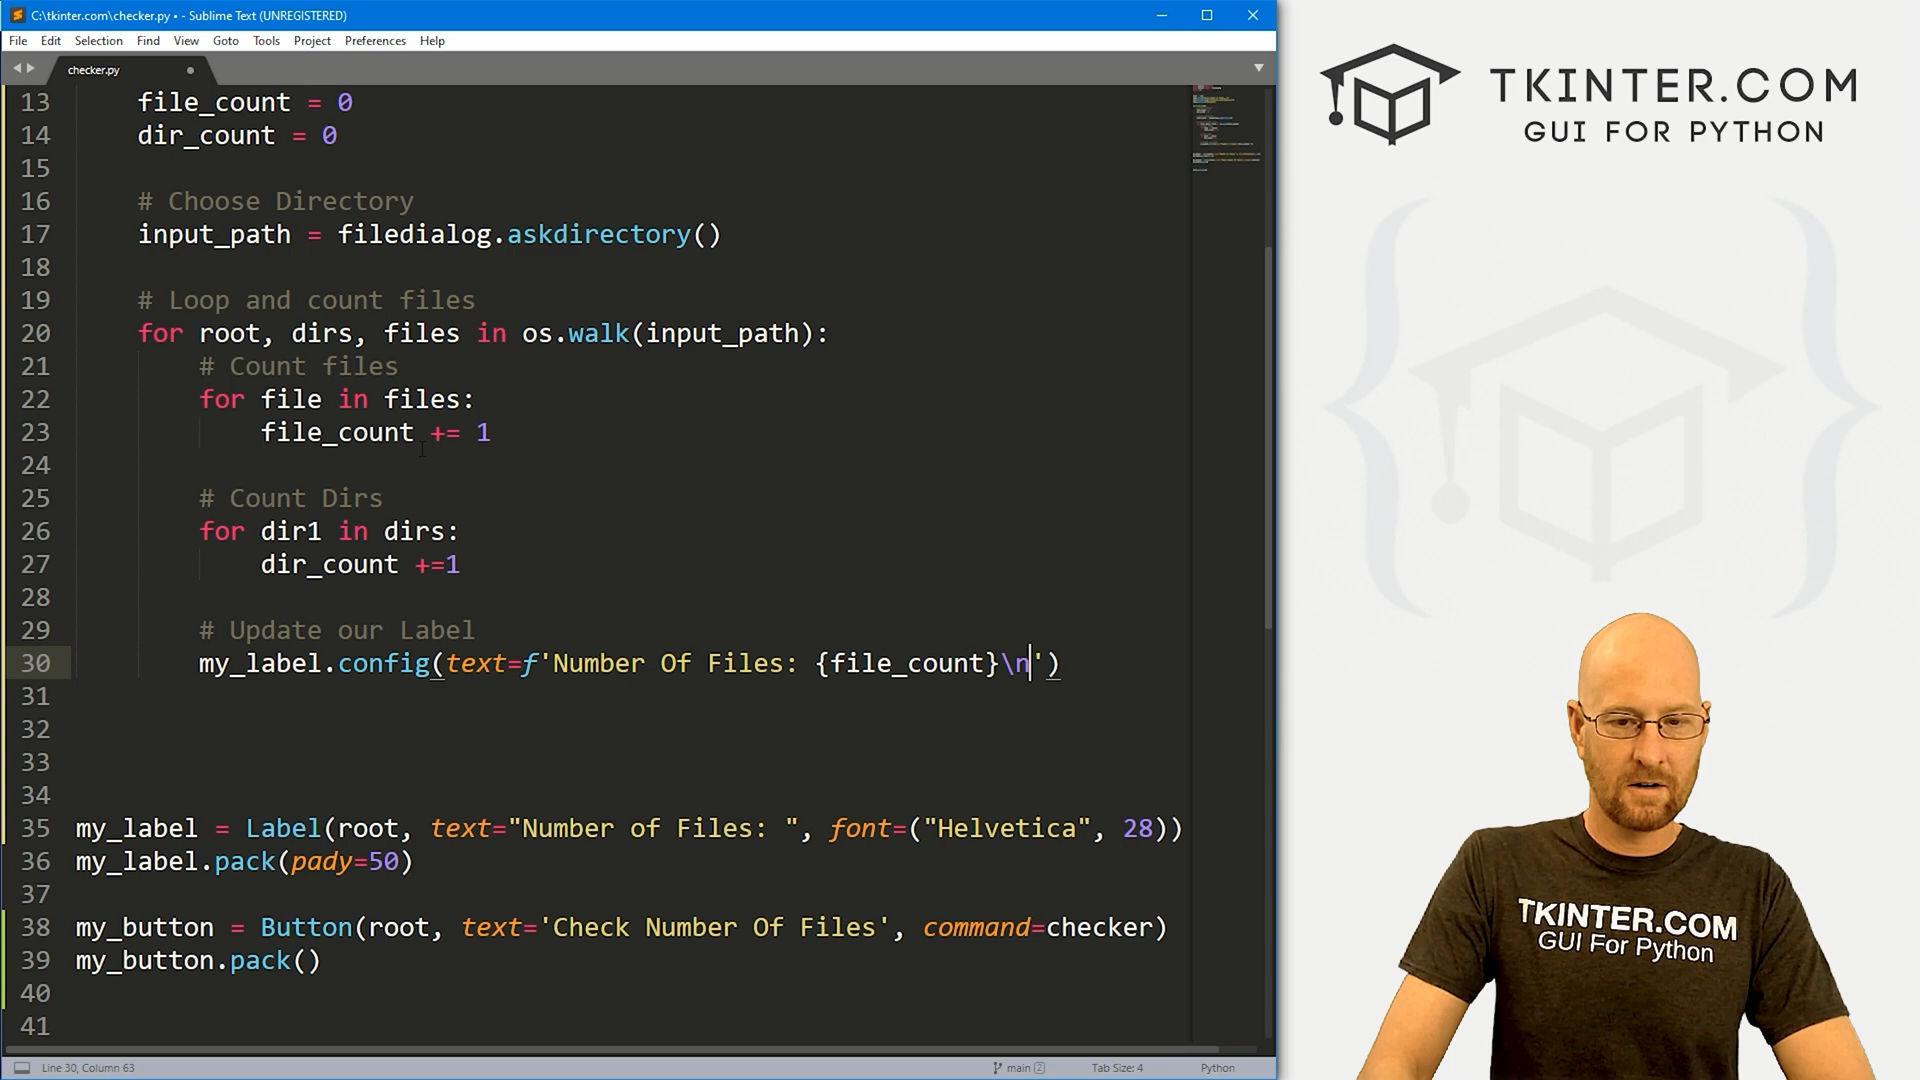 C:\tkinter.com\checker.py • - Sublime Text (UNREGISTERED)
File Edit Selection Find View Goto Tools Project Preferences Help
checker.py
13 file_count = 0
14 dir_count = 0
15
16 # Choose Directory
17 input_path = filedialog.askdirectory()
18
19 # Loop and count files
20 for root, dirs, files in os.walk(input_path):
21 # Count files
22 for file in files:
23 file_count += 1
24
25 # Count Dirs
26 for dir1 in dirs:
27 dir_count +=1
28
29 # Update our Label
30 my_label.config(text=f'Number Of Files: {file_count}\n')
31
32
33
34
35 my_label = Label(root, text="Number of Files: ", font=("Helvetica", 28))
36 my_label.pack(pady=50)
37
38 my_button = Button(root, text='Check Number Of Files', command=checker)
39 my_button.pack()
40
41
Line 30, Column 63
main 2
Tab Size: 4
Python
TKINTER.COM
GUI FOR PYTHON
TKINTER.COM
GUI For Python